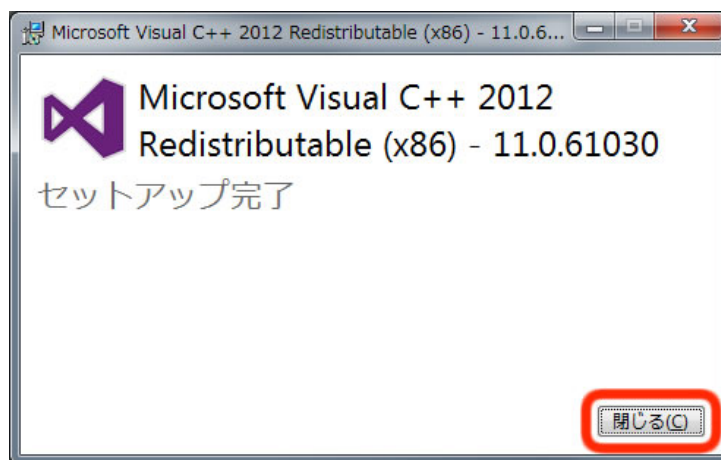 Microsoft Visual C++ 2012 Redistributable (x86) - 11.0.6...
Microsoft Visual C++ 2012
Redistributable (x86) - 11.0.61030
セットアップ完了
閉じる(C)